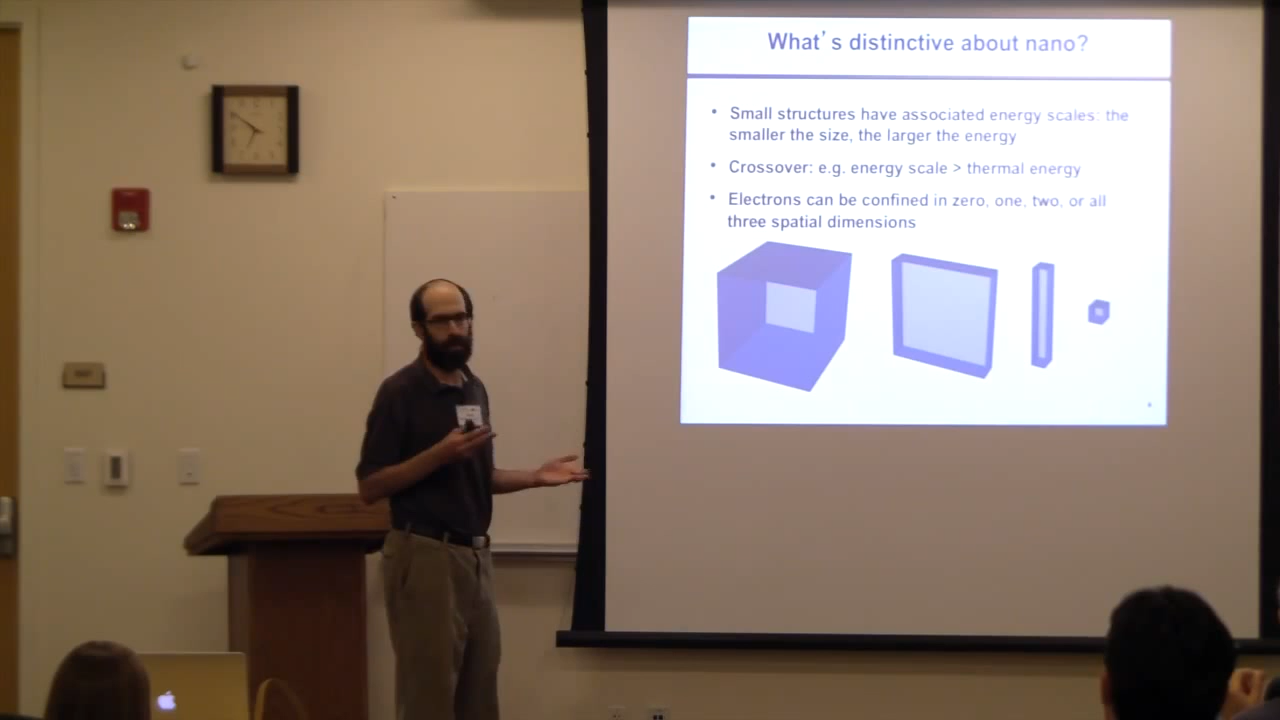 What's distinctive about nano?
• Small structures have associated energy scales: the
smaller the size, the larger the energy
• Crossover: e.g. energy scale > thermal energy
• Electrons can be confined in zero, one, two, or all
three spatial dimensions